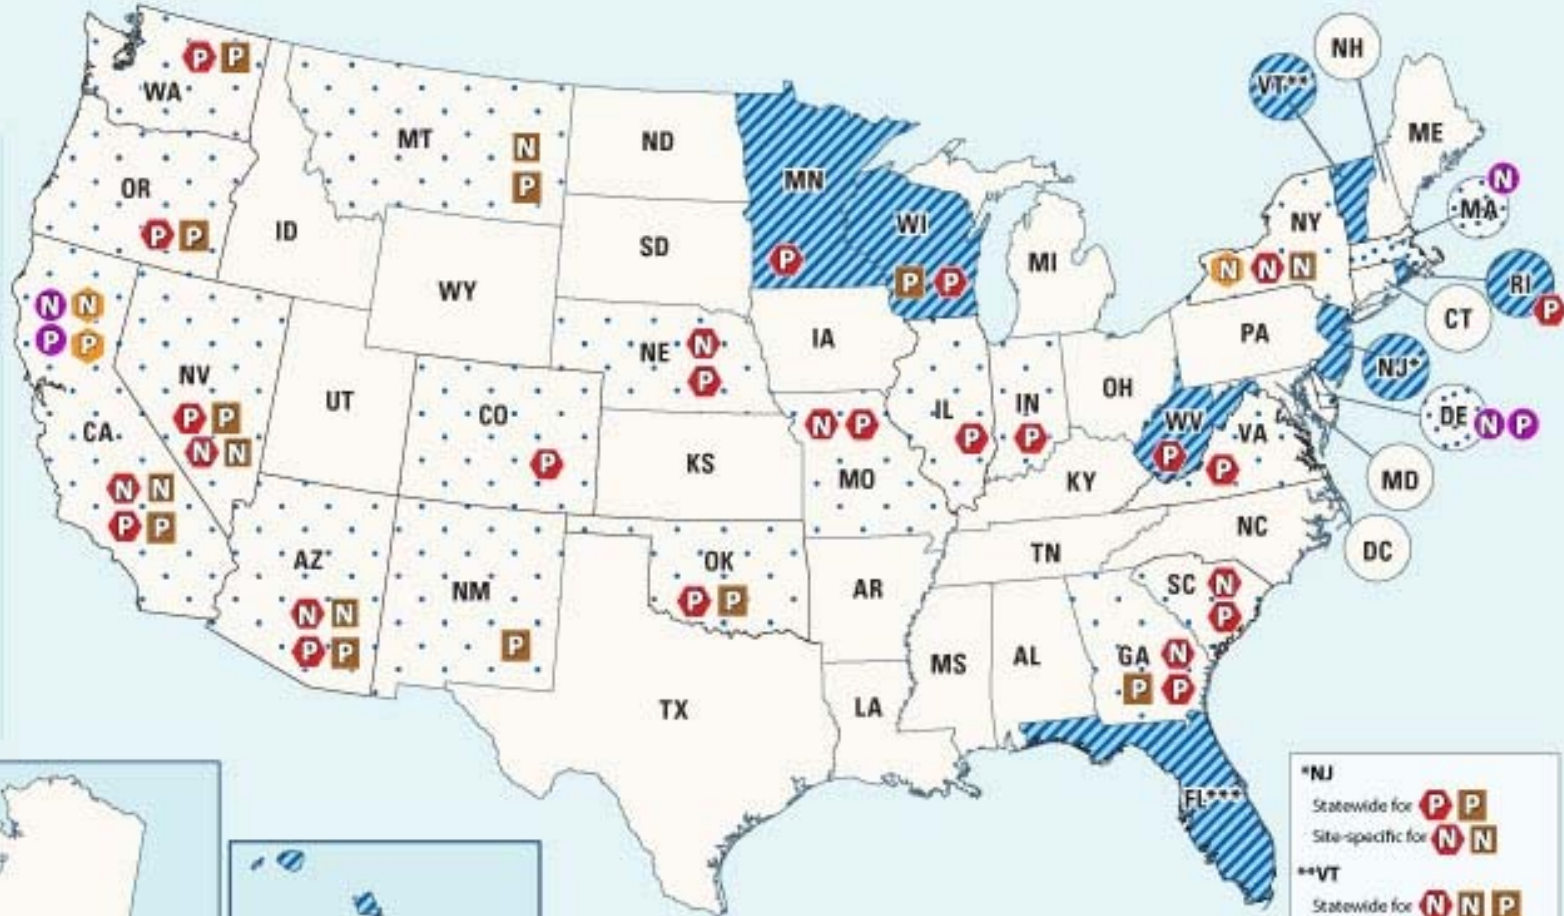 NH
VT**
P P
WA
ME
MT
N
P
ND
MN
N
MA
OR
P P
ID
WI
NY
SD
MI
P
P P
N N N
RI
P
WY
N N
P P
CT
IA
PA
NE
N
P
NV
UT
OH
NJ*
CO
IL
IN
P P
N N
CA
N P
WV
VA
DE
N P
P
P
P
KS
P
P
MO
KY
MD
N N
P P
NC
DC
AZ
OK
TN
NM
AR
SC
N
P
N N
P P
P P
P
MS
AL
GA
N
P P
TX
LA
FL***
*NJ
Statewide for P P
Site-specific for N N
**VT
Statewide for N N P